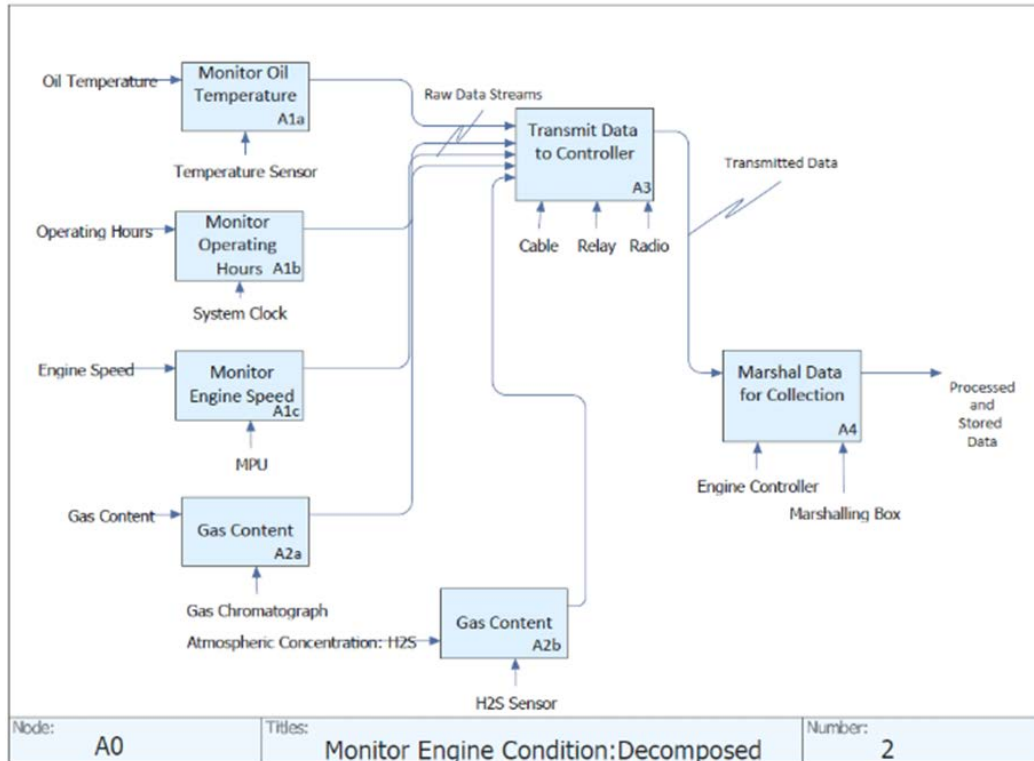 Oil Temperature
Monitor Oil
Temperature
A1a
Temperature Sensor
Raw Data Streams
Transmit Data
to Controller
A3
Cable
Relay
Radio
Transmitted Data
Operating Hours
Monitor
Operating
Hours A1b
System Clock
Engine Speed
Monitor
Engine Speed
A1c
MPU
Marshal Data
for Collection
A4
Engine Controller
Marshalling Box
Processed
and
Stored
Data
Gas Content
Gas Content
A2a
Gas Chromatograph
Atmospheric Concentration: H2S
Gas Content
A2b
H2S Sensor
Node:
A0
Titles:
Monitor Engine Condition:Decomposed
Number:
2